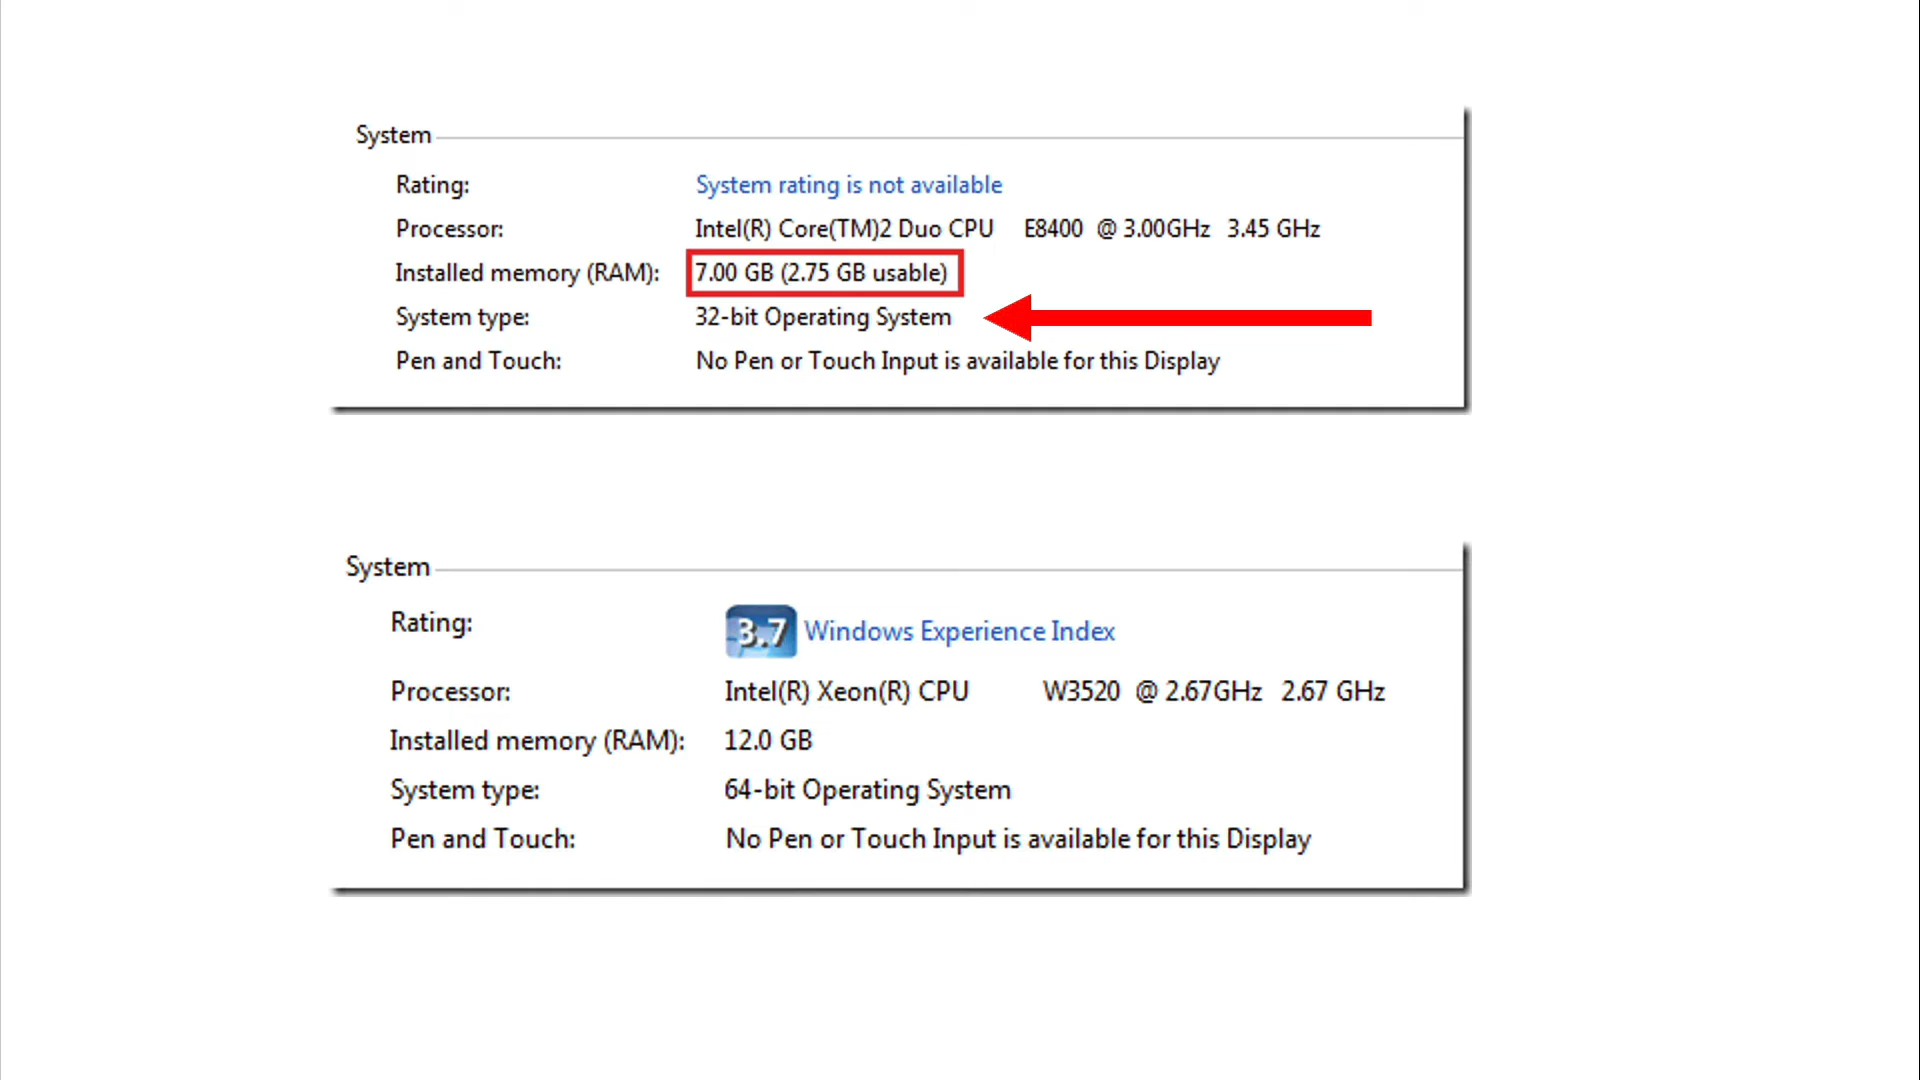 System
Rating: System rating is not available
Processor: Intel(R) Core(TM)2 Duo CPU E8400 @ 3.00GHz 3.45 GHz
Installed memory (RAM): 7.00 GB (2.75 GB usable)
System type: 32-bit Operating System
Pen and Touch: No Pen or Touch Input is available for this Display
System
Rating: 3.7 Windows Experience Index
Processor: Intel(R) Xeon(R) CPU W3520 @ 2.67GHz 2.67 GHz
Installed memory (RAM): 12.0 GB
System type: 64-bit Operating System
Pen and Touch: No Pen or Touch Input is available for this Display